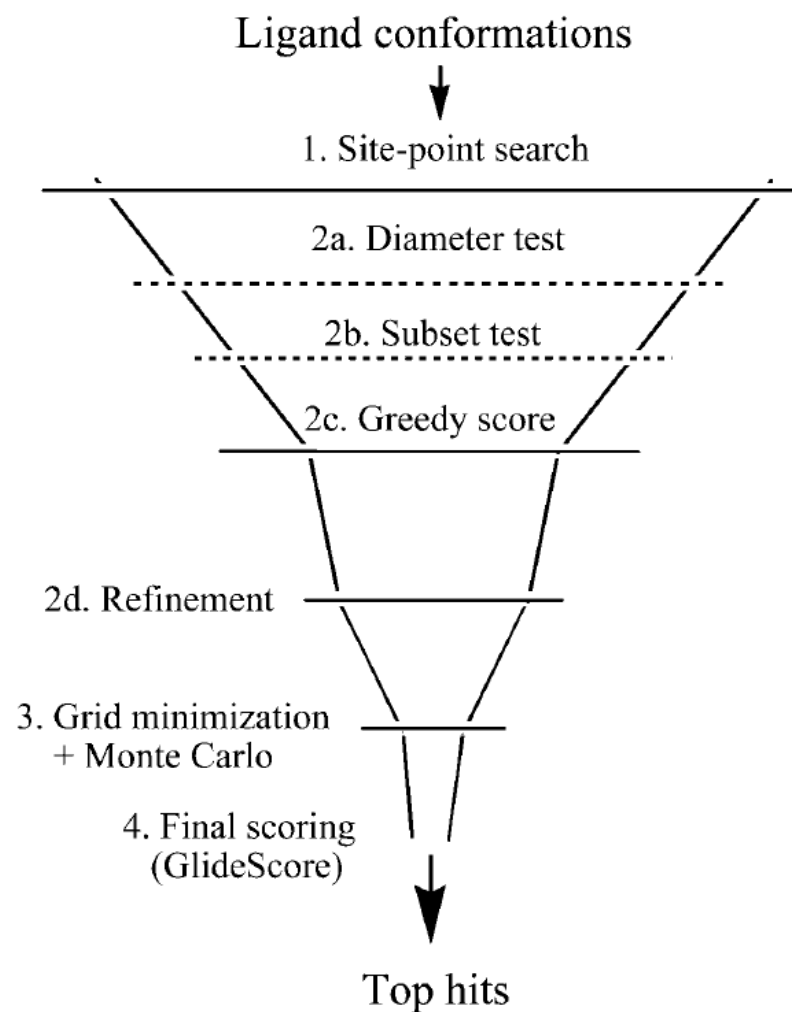 Ligand conformations
1. Site-point search
2a. Diameter test
2b. Subset test
2c. Greedy score
2d. Refinement
3. Grid minimization
+ Monte Carlo
4. Final scoring
(GlideScore)
Top hits